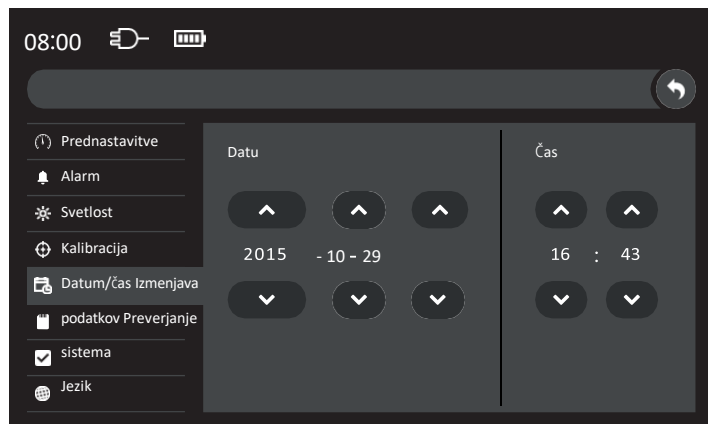 08:00
Prednastavitve
Alarm
Svetlost
Kalibracija
Datum/čas Izmenjava
podatkov Preverjanje
sistema
Jezik
Datu
2015 - 10 - 29
Čas
16 : 43